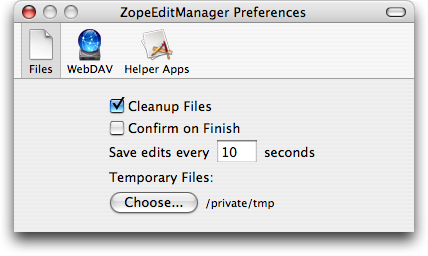 ZopeEditManager Preferences
Files WebDAV Helper Apps
Cleanup Files
Confirm on Finish
Save edits every 10 seconds
Temporary Files:
Choose... /private/tmp